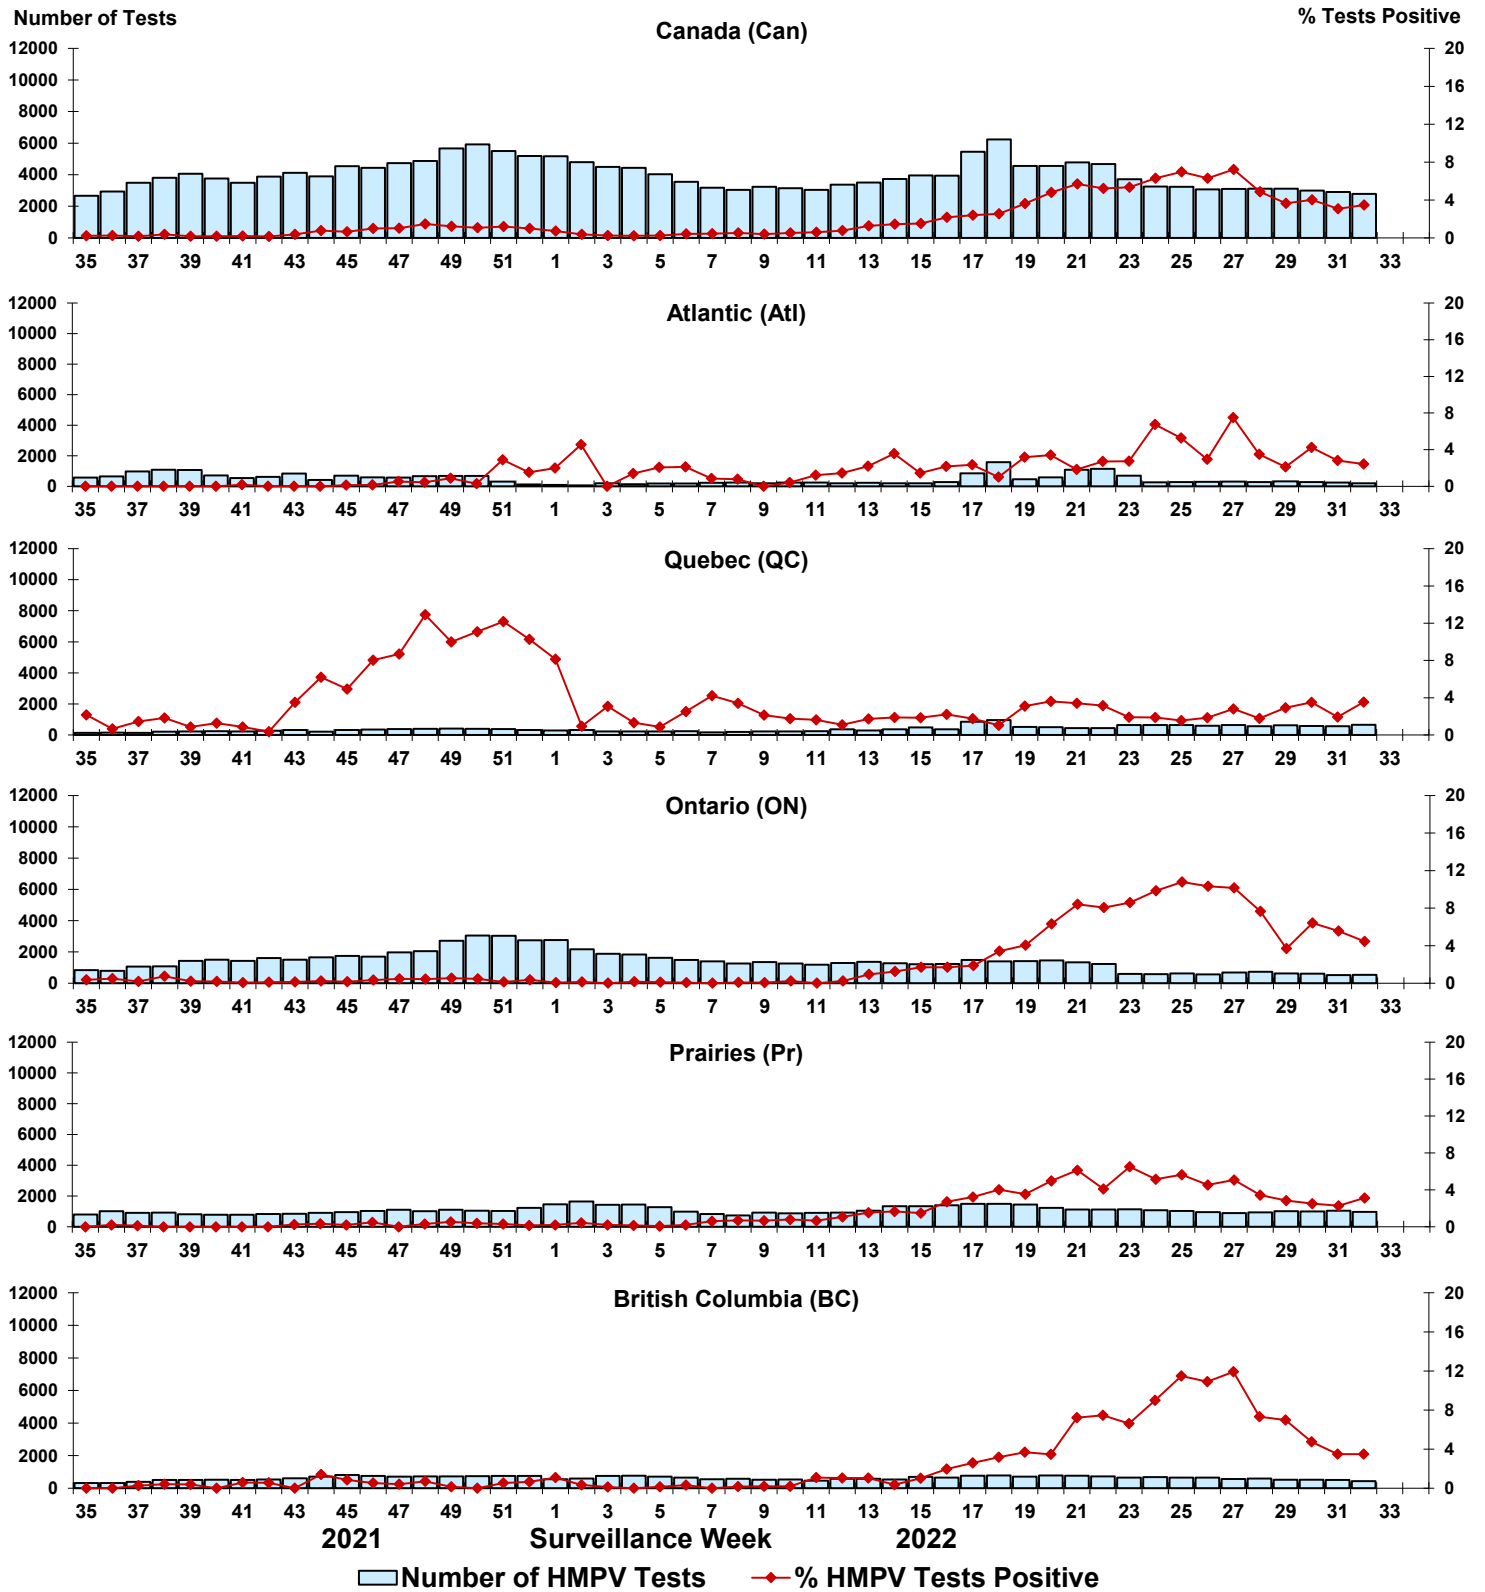 Number of Tests % Tests Positive
Canada (Can)
12000 20
10000 16
8000 12
6000 8
4000 4
2000 0
0
35 37 39 41 43 45 47 49 51 1 3 5 7 9 11 13 15 17 19 21 23 25 27 29 31 33
Atlantic (Atl)
12000 20
10000 16
8000 12
6000 8
4000 4
2000 0
0
35 37 39 41 43 45 47 49 51 1 3 5 7 9 11 13 15 17 19 21 23 25 27 29 31 33
Quebec (QC)
12000 20
10000 16
8000 12
6000 8
4000 4
2000 0
0
35 37 39 41 43 45 47 49 51 1 3 5 7 9 11 13 15 17 19 21 23 25 27 29 31 33
Ontario (ON)
12000 20
10000 16
8000 12
6000 8
4000 4
2000 0
0
35 37 39 41 43 45 47 49 51 1 3 5 7 9 11 13 15 17 19 21 23 25 27 29 31 33
Prairies (Pr)
12000 20
10000 16
8000 12
6000 8
4000 4
2000 0
0
35 37 39 41 43 45 47 49 51 1 3 5 7 9 11 13 15 17 19 21 23 25 27 29 31 33
British Columbia (BC)
12000 20
10000 16
8000 12
6000 8
4000 4
2000 0
0
35 37 39 41 43 45 47 49 51 1 3 5 7 9 11 13 15 17 19 21 23 25 27 29 31 33
2021 Surveillance Week 2022
Number of HMPV Tests % HMPV Tests Positive